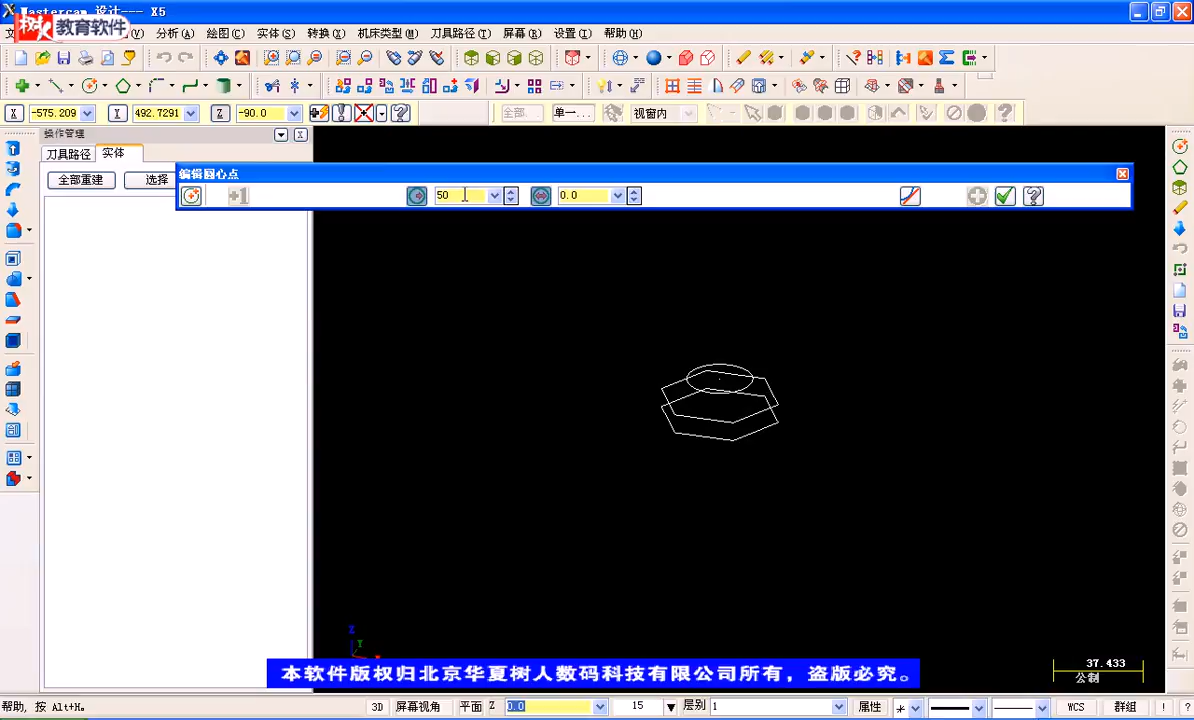 Mastercam 设计--- X5
树人教育软件
(V) 分析(A) 绘图(C) 实体(S) 转换(X) 机床类型(M) 刀具路径(T) 屏幕(R) 设置(I) 帮助(H)
X -575.209 Y 492.7291 Z -90.0 全部... 单一... 视窗内
操作管理
刀具路径 实体
全部重建 选择
编辑圆心点
+1 50 0.0
Z
Y
37.433
公制
本软件版权归北京华夏树人数码科技有限公司所有，盗版必究。
帮助, 按 Alt+H。 3D 屏幕视角 平面 Z 0.0 15 层别 1 属性 WCS 群组 ! ?